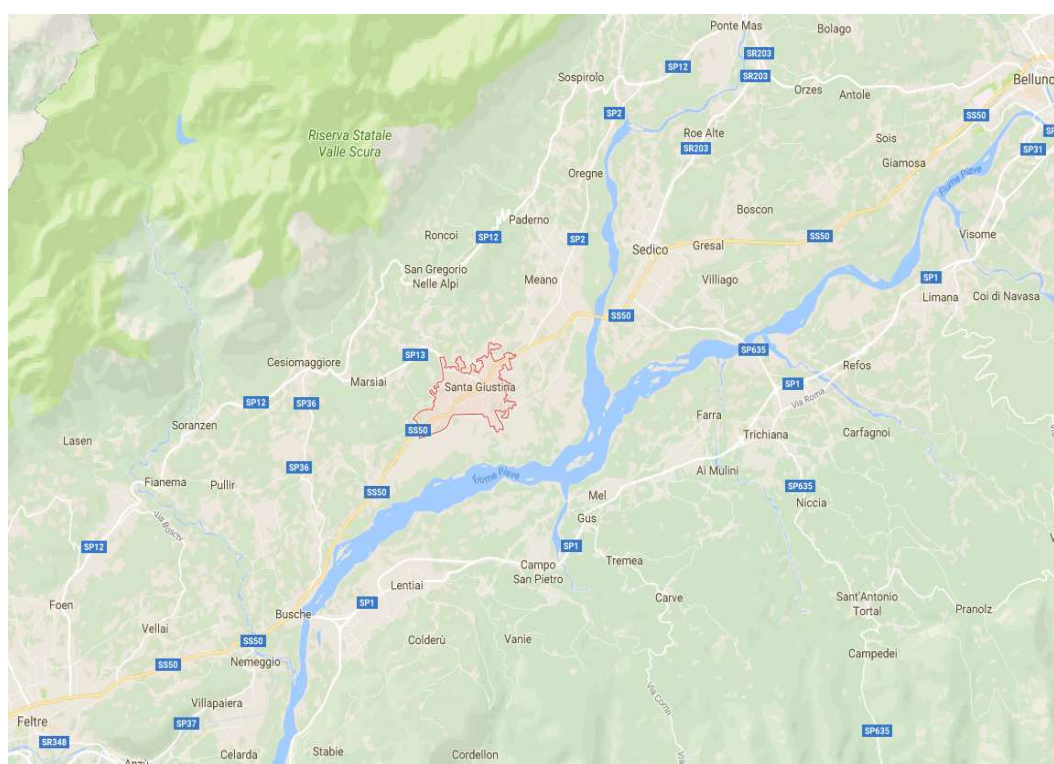 Ponte Mas
Bolago
SR203
SP12
SR203
Sospirolo
Belluno
Orzes
Antole
SP2
SS50
Roe Alte
Sois
Riserva Statale
Valle Scura
SR203
SP31
Giamosa
Oregne
Fiume Piave
Boscon
Paderno
Roncoi
SP12
SP2
SS50
Visome
Sedico
Gresal
San Gregorio
Nelle Alpi
Meano
Villiago
SP1
Limana
Coi di Navasa
SS50
Cesiomaggiore
SP13
SP635
Marsiai
Refos
Santa Giustina
SP1
SP12
SP36
Via Roma
Farra
Soranzen
SS50
Carfagnoi
Lasen
Trichiana
SP36
Ai Mulini
Fianema
Pullir
SS50
Fiume Piave
SP635
Mel
Niccia
Gus
SP12
SP1
Tremea
Campo
San Pietro
Lentiai
Foen
SP1
Carve
Sant'Antonio
Tortal
Pranolz
Busche
Vellai
SS50
Colderù
Vanie
Campedei
SS50
Nemeggio
Villapaiera
Feltre
SP37
SP635
SR348
Celarda
Stabie
Cordellon
Anzù